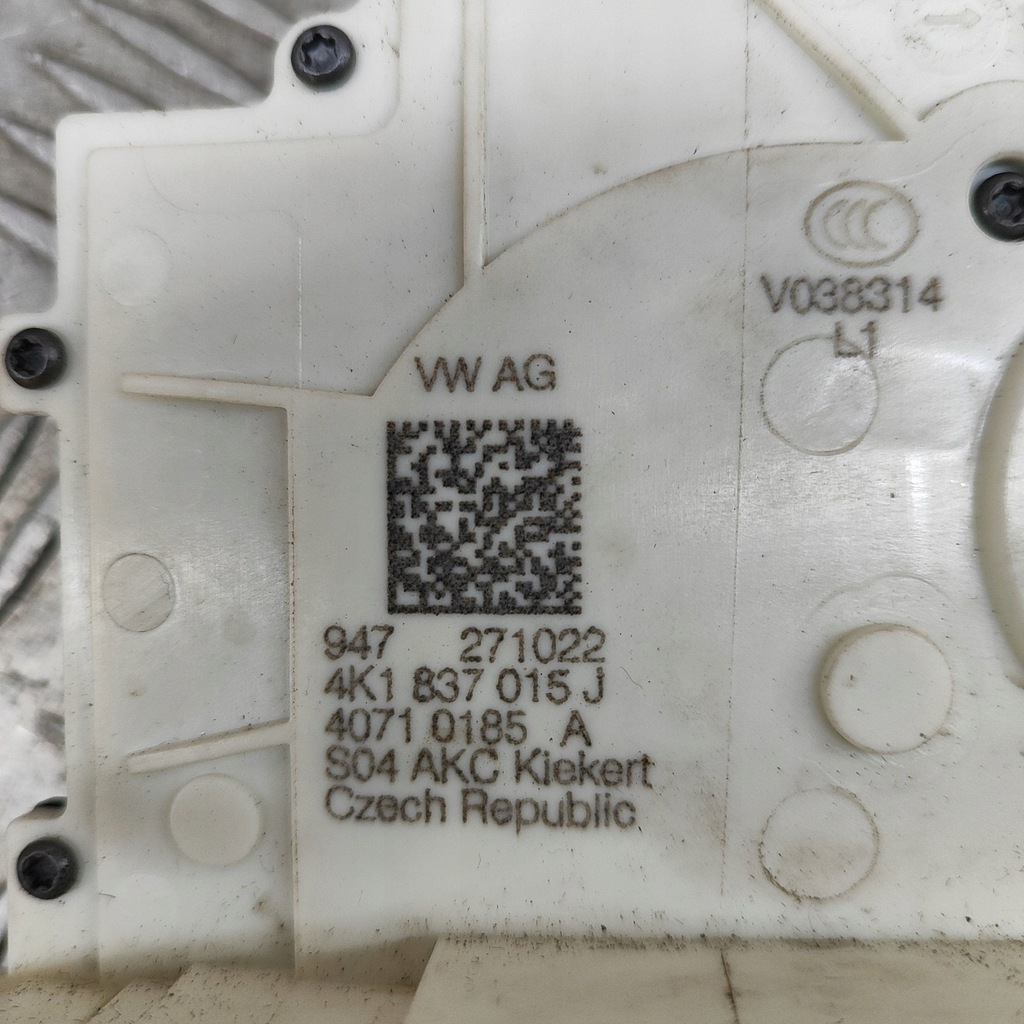 V038314
L1
VW AG
947 271022
4K1 837 015 J
4071 0185 A
S04 AKC Kiekert
Czech Republic